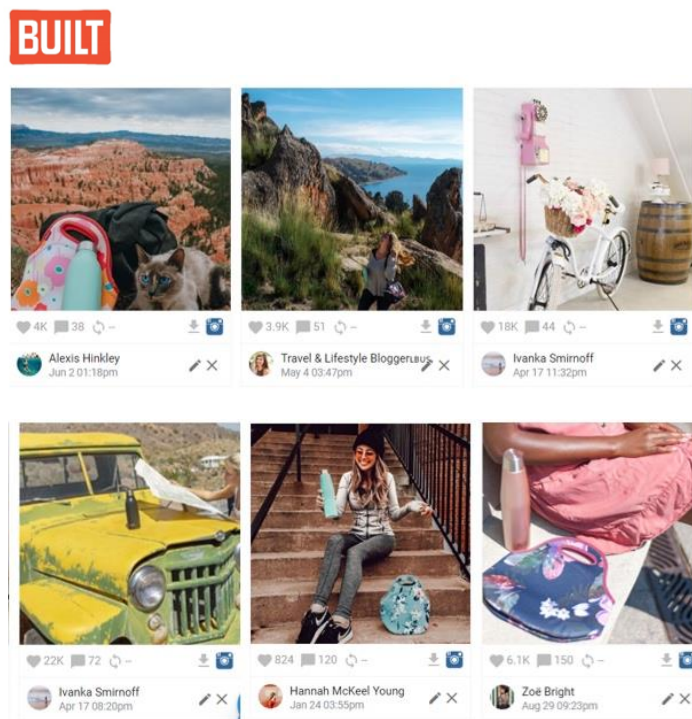 BUILT
4K 38 –
3.9K 51 –
18K 44 –
Alexis Hinkley
Jun 2 01:18pm
Travel & Lifestyle Blogger
May 4 03:47pm
Ivanka Smirnoff
Apr 17 11:32pm
22K 72 –
824 120 –
6.1K 150 –
Ivanka Smirnoff
Apr 17 08:20pm
Hannah McKeel Young
Jan 24 03:55pm
Zoë Bright
Aug 29 09:23pm